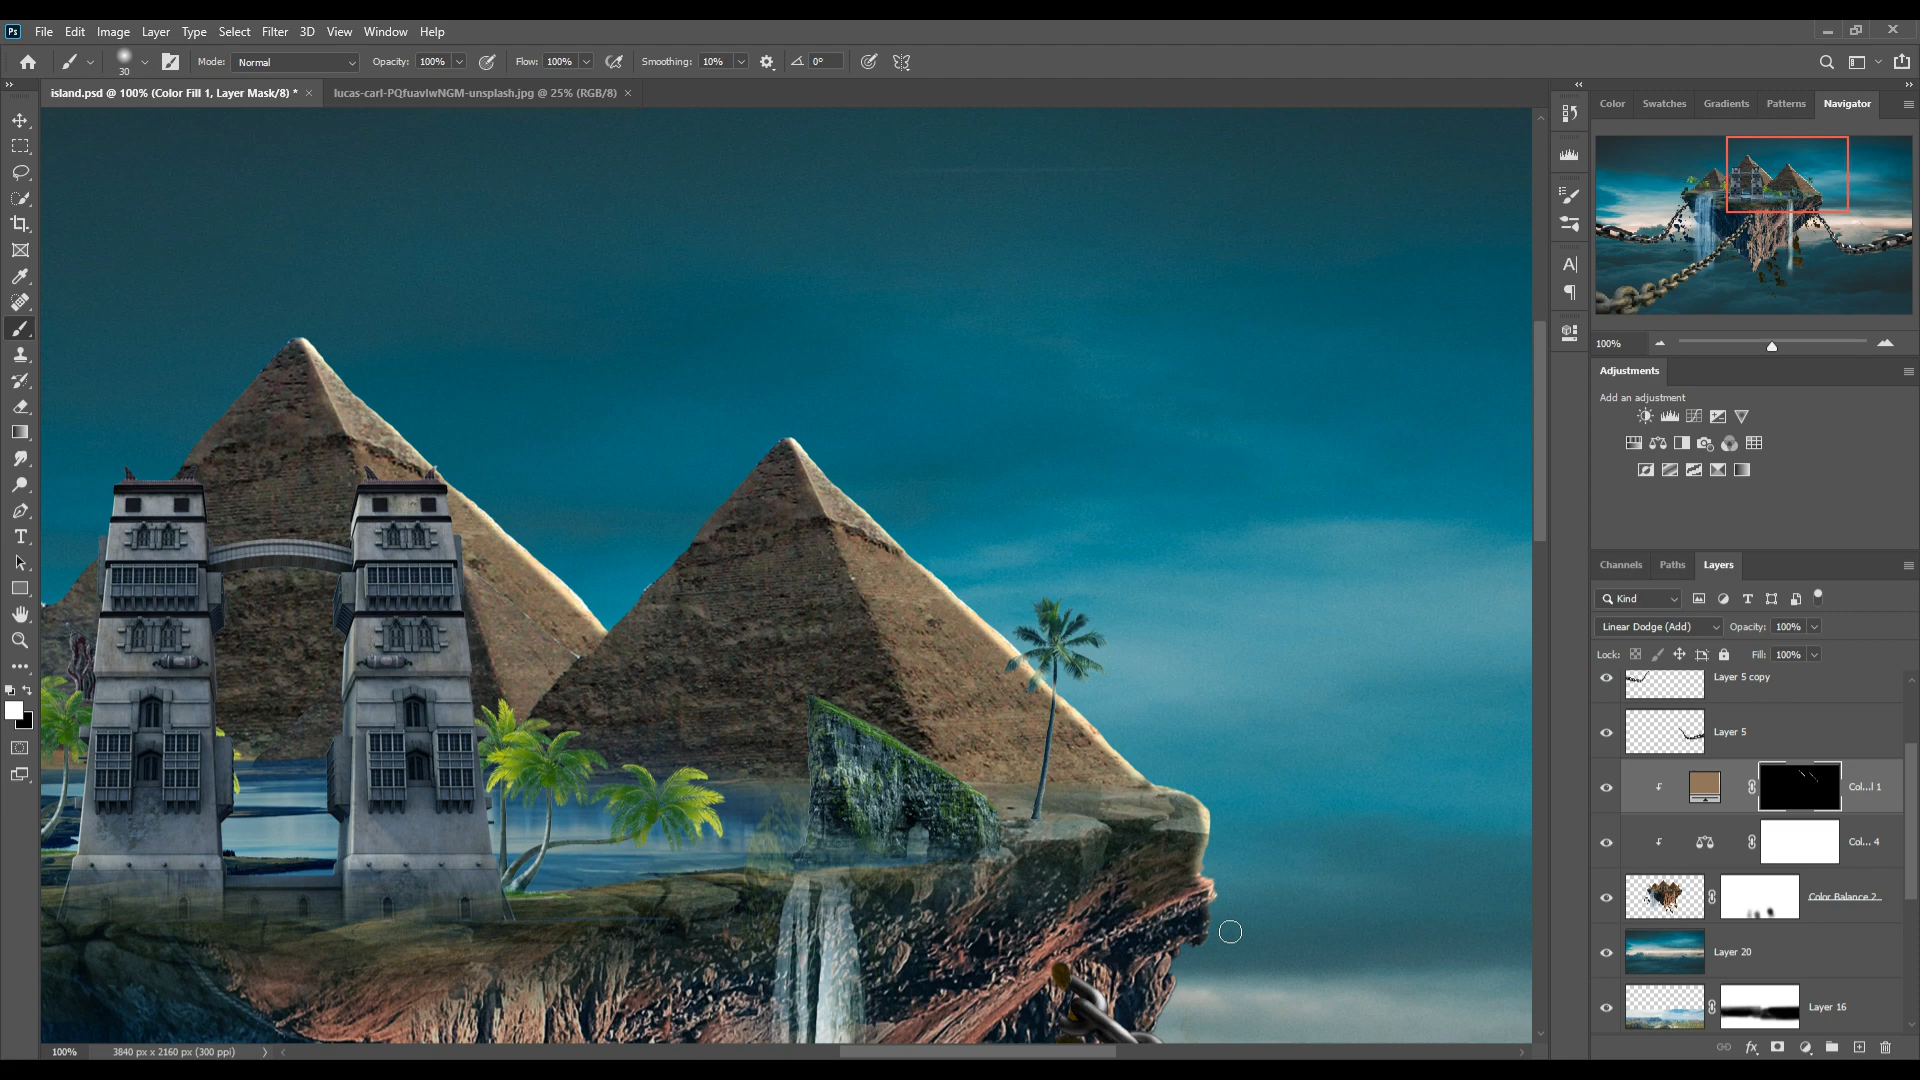 Ps File Edit Image Layer Type Select Filter 3D View Window Help
30 Mode: Normal Opacity: 100% Flow: 100% Smoothing: 10% 0°
island.psd @ 100% (Color Fill 1, Layer Mask/8) * lucas-carl-PQfuavIwNGM-unsplash.jpg @ 25% (RGB/8)
Color Swatches Gradients Patterns Navigator
100%
Adjustments
Add an adjustment
Channels Paths Layers
Kind
Linear Dodge (Add) Opacity: 100%
Lock: Fill: 100%
Layer 5 copy
Layer 5
Col...l 1
Col... 4
Color Balance 2
Layer 20
Layer 16
100% 3840 px x 2160 px (300 ppi)